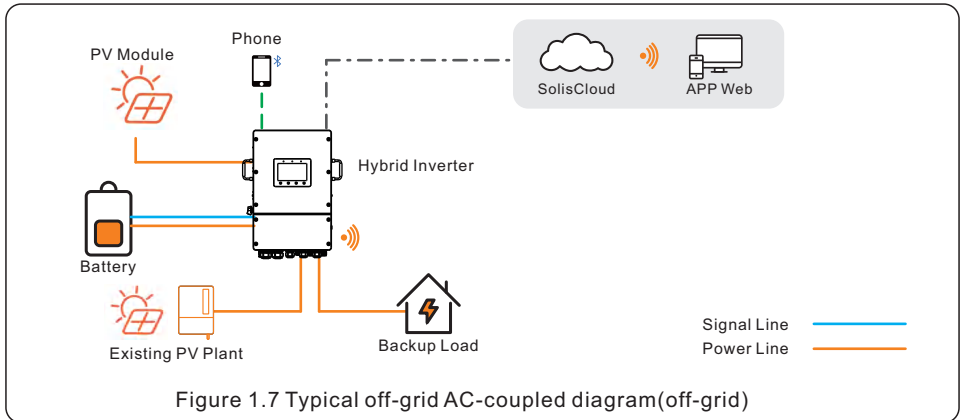 Phone
PV Module
SolisCloud
APP Web
Hybrid Inverter
Battery
Existing PV Plant
Backup Load
Signal Line
Power Line
Figure 1.7 Typical off-grid AC-coupled diagram(off-grid)